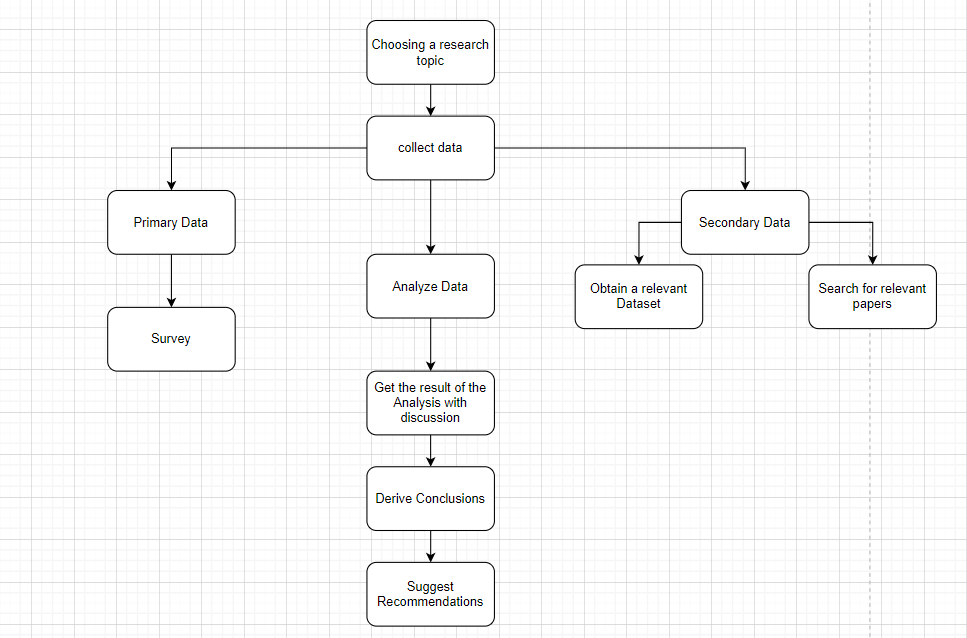 Choosing a research
topic
collect data
Primary Data
Secondary Data
Analyze Data
Obtain a relevant
Dataset
Search for relevant
papers
Survey
Get the result of the
Analysis with
discussion
Derive Conclusions
Suggest
Recommendations